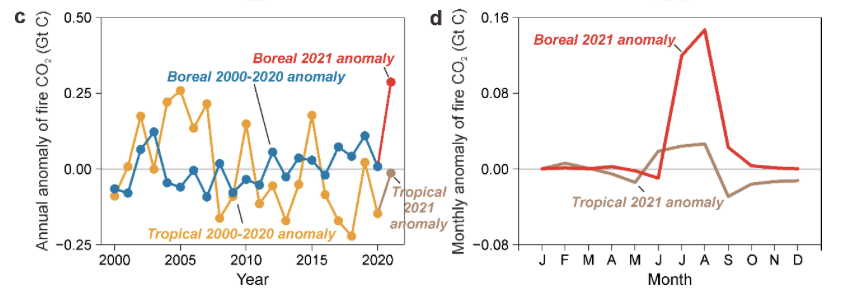 c
Annual anomaly of fire CO₂ (Gt C)
0.50
0.25
0.00
−0.25
Boreal 2021 anomaly
Boreal 2000-2020 anomaly
Tropical
2021
anomaly
Tropical 2000-2020 anomaly
2000
2005
2010
2015
2020
Year
d
Monthly anomaly of fire CO₂ (Gt C)
0.16
0.08
0.00
−0.08
Boreal 2021 anomaly
Tropical 2021 anomaly
J F M A M J J A S O N D
Month